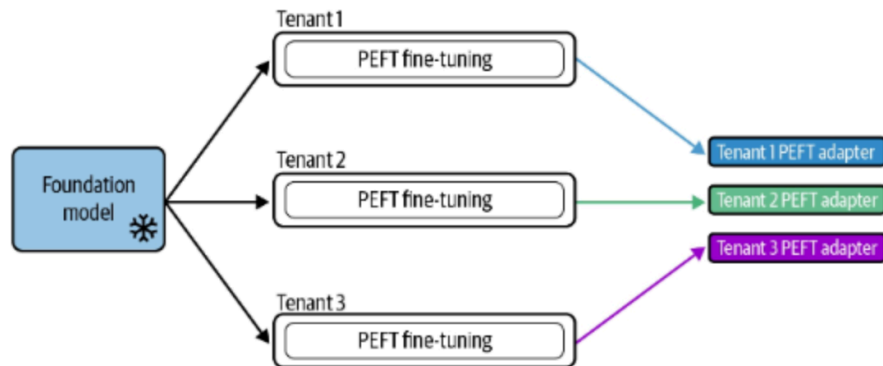 Tenant 1
PEFT fine-tuning
Tenant 1 PEFT adapter
Tenant 2
Foundation
model
PEFT fine-tuning
Tenant 2 PEFT adapter
Tenant 3 PEFT adapter
Tenant 3
PEFT fine-tuning